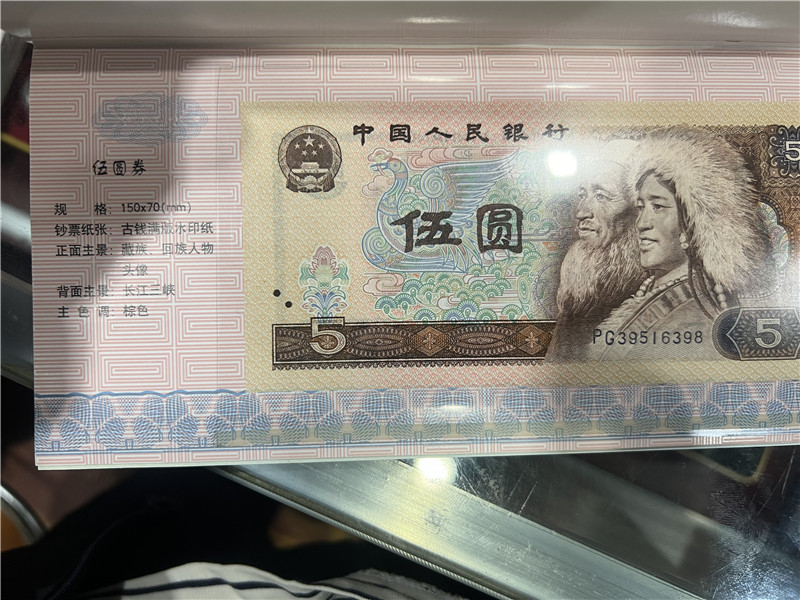 伍圆券
规 格：150x70(mm)
钞票纸张：古钱满版水印纸
正面主景：藏族、回族人物
头像
背面主景：长江三峡
主色调：棕色
中国人民银行
伍圆
5
PG39516398
5
5